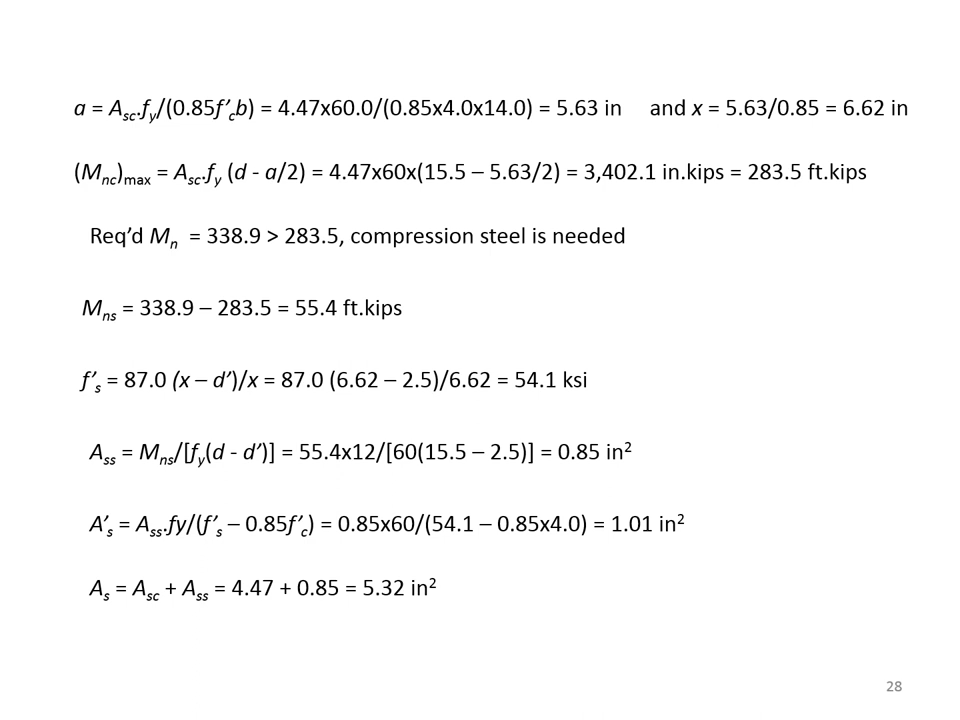 a = Asc.fy/(0.85f’cb) = 4.47x60.0/(0.85x4.0x14.0) = 5.63 in and x = 5.63/0.85 = 6.62 in
(Mnc)max = Asc.fy (d - a/2) = 4.47x60x(15.5 – 5.63/2) = 3,402.1 in.kips = 283.5 ft.kips
Req’d Mn = 338.9 > 283.5, compression steel is needed
Mns = 338.9 – 283.5 = 55.4 ft.kips
f’s = 87.0 (x – d’)/x = 87.0 (6.62 – 2.5)/6.62 = 54.1 ksi
Ass = Mns/[fy(d - d’)] = 55.4x12/[60(15.5 – 2.5)] = 0.85 in²
A’s = Ass.fy/(f’s – 0.85f’c) = 0.85x60/(54.1 – 0.85x4.0) = 1.01 in²
As = Asc + Ass = 4.47 + 0.85 = 5.32 in²
28